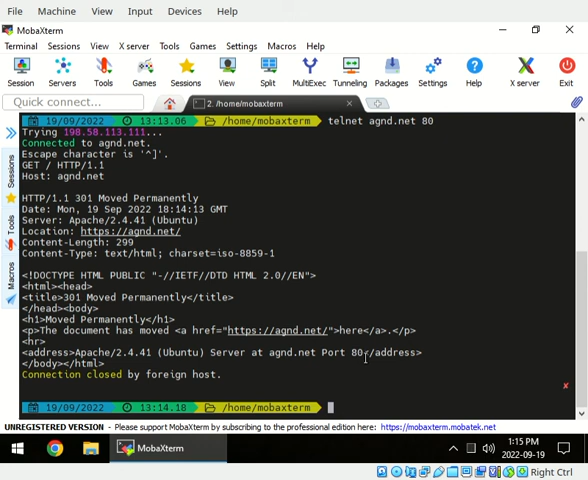 File Machine View Input Devices Help
MobaXterm
Terminal Sessions View X server Tools Games Settings Macros Help
Session Servers Tools Games Sessions View Split MultiExec Tunneling Packages Settings Help X server Exit
Quick connect...
2. /home/mobaxterm
Sessions
Tools
Macros
19/09/2022 13:13.06 /home/mobaxterm telnet agnd.net 80
Trying 198.58.113.111...
Connected to agnd.net.
Escape character is '^]'.
GET / HTTP/1.1
Host: agnd.net
HTTP/1.1 301 Moved Permanently
Date: Mon, 19 Sep 2022 18:14:13 GMT
Server: Apache/2.4.41 (Ubuntu)
Location: https://agnd.net/
Content-Length: 299
Content-Type: text/html; charset=iso-8859-1
<!DOCTYPE HTML PUBLIC "-//IETF//DTD HTML 2.0//EN">
<html><head>
<title>301 Moved Permanently</title>
</head><body>
<h1>Moved Permanently</h1>
<p>The document has moved <a href="https://agnd.net/">here</a>.</p>
<hr>
<address>Apache/2.4.41 (Ubuntu) Server at agnd.net Port 80</address>
</body></html>
Connection closed by foreign host.
19/09/2022 13:14.18 /home/mobaxterm
UNREGISTERED VERSION - Please support MobaXterm by subscribing to the professional edition here: https://mobaxterm.mobatek.net
MobaXterm
1:15 PM
2022-09-19
Right Ctrl